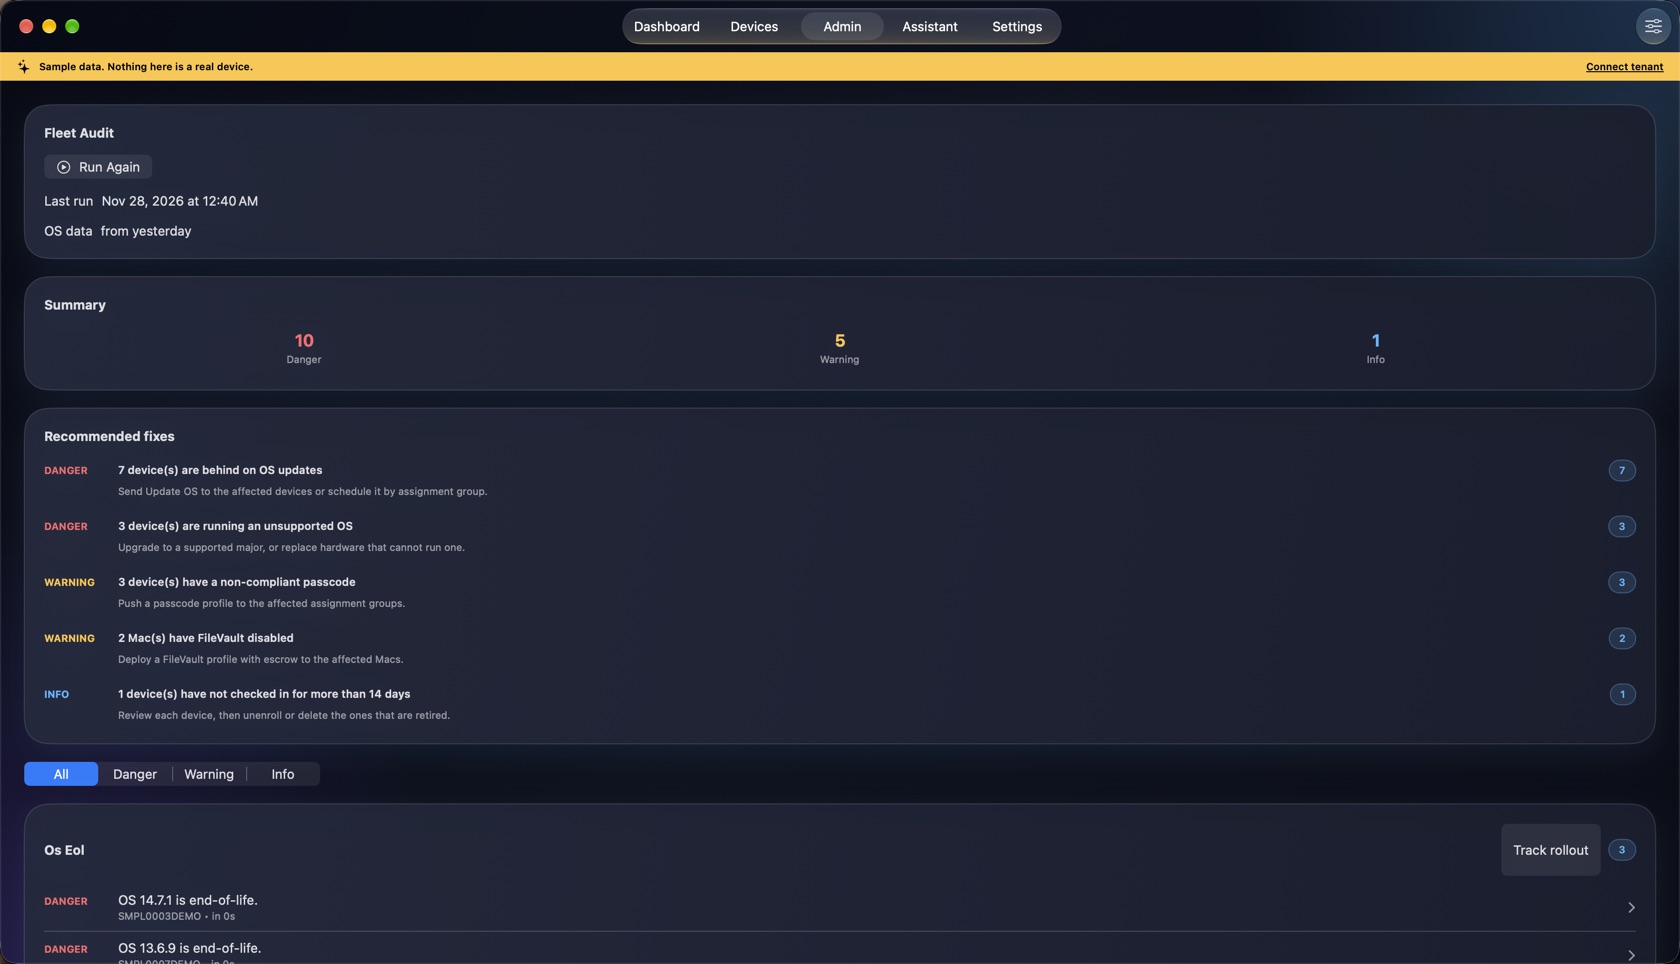 Dashboard
Devices
Admin
Assistant
Settings
Sample data. Nothing here is a real device.
Connect tenant
Fleet Audit
Run Again
Last run Nov 28, 2026 at 12:40 AM
OS data from yesterday
Summary
10
Danger
5
Warning
1
Info
Recommended fixes
DANGER
7 device(s) are behind on OS updates
7
Send Update OS to the affected devices or schedule it by assignment group.
DANGER
3 device(s) are running an unsupported OS
3
Upgrade to a supported major, or replace hardware that cannot run one.
WARNING
3 device(s) have a non-compliant passcode
3
Push a passcode profile to the affected assignment groups.
WARNING
2 Mac(s) have FileVault disabled
2
Deploy a FileVault profile with escrow to the affected Macs.
INFO
1 device(s) have not checked in for more than 14 days
1
Review each device, then unenroll or delete the ones that are retired.
All
Danger
Warning
Info
Os Eol
Track rollout
3
DANGER
OS 14.7.1 is end-of-life.
SMPL0003DEMO • in 0s
DANGER
OS 13.6.9 is end-of-life.